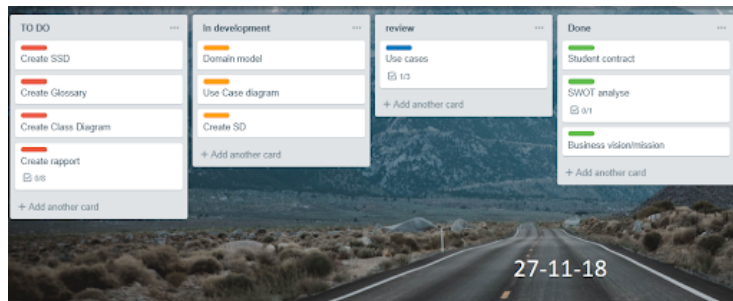 TO DO
Create SSD
Create Glossary
Create Class Diagram
Create rapport
0/8
+ Add another card
In development
Domain model
Use Case diagram
Create SD
+ Add another card
review
Use cases
1/3
+ Add another card
Done
Student contract
SWOT analyse
0/1
Business vision/mission
+ Add another card
27-11-18